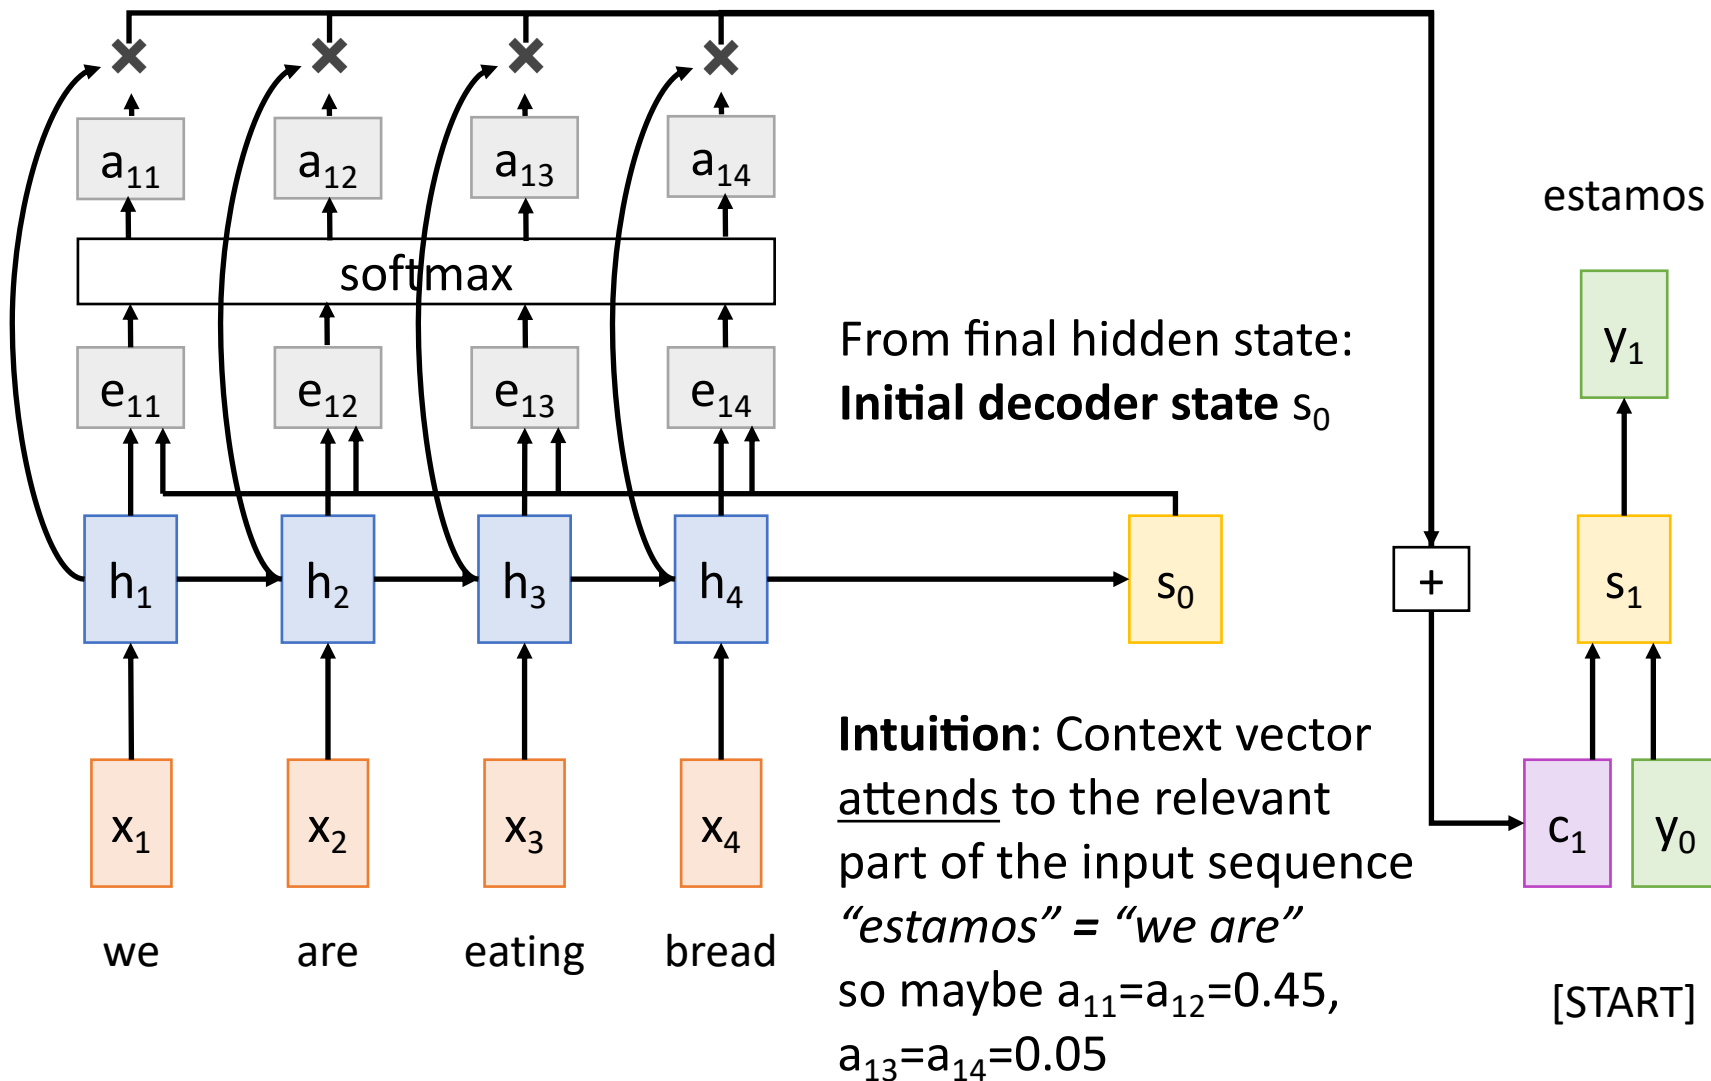 a₁₁ a₁₂ a₁₃ a₁₄
estamos
softmax
y₁
From final hidden state:
Initial decoder state s₀
e₁₁ e₁₂ e₁₃ e₁₄
h₁ h₂ h₃ h₄ s₀ + s₁
Intuition: Context vector
attends to the relevant
part of the input sequence
“estamos” = “we are”
so maybe a₁₁=a₁₂=0.45,
a₁₃=a₁₄=0.05
x₁ x₂ x₃ x₄
c₁ y₀
we are eating bread
[START]